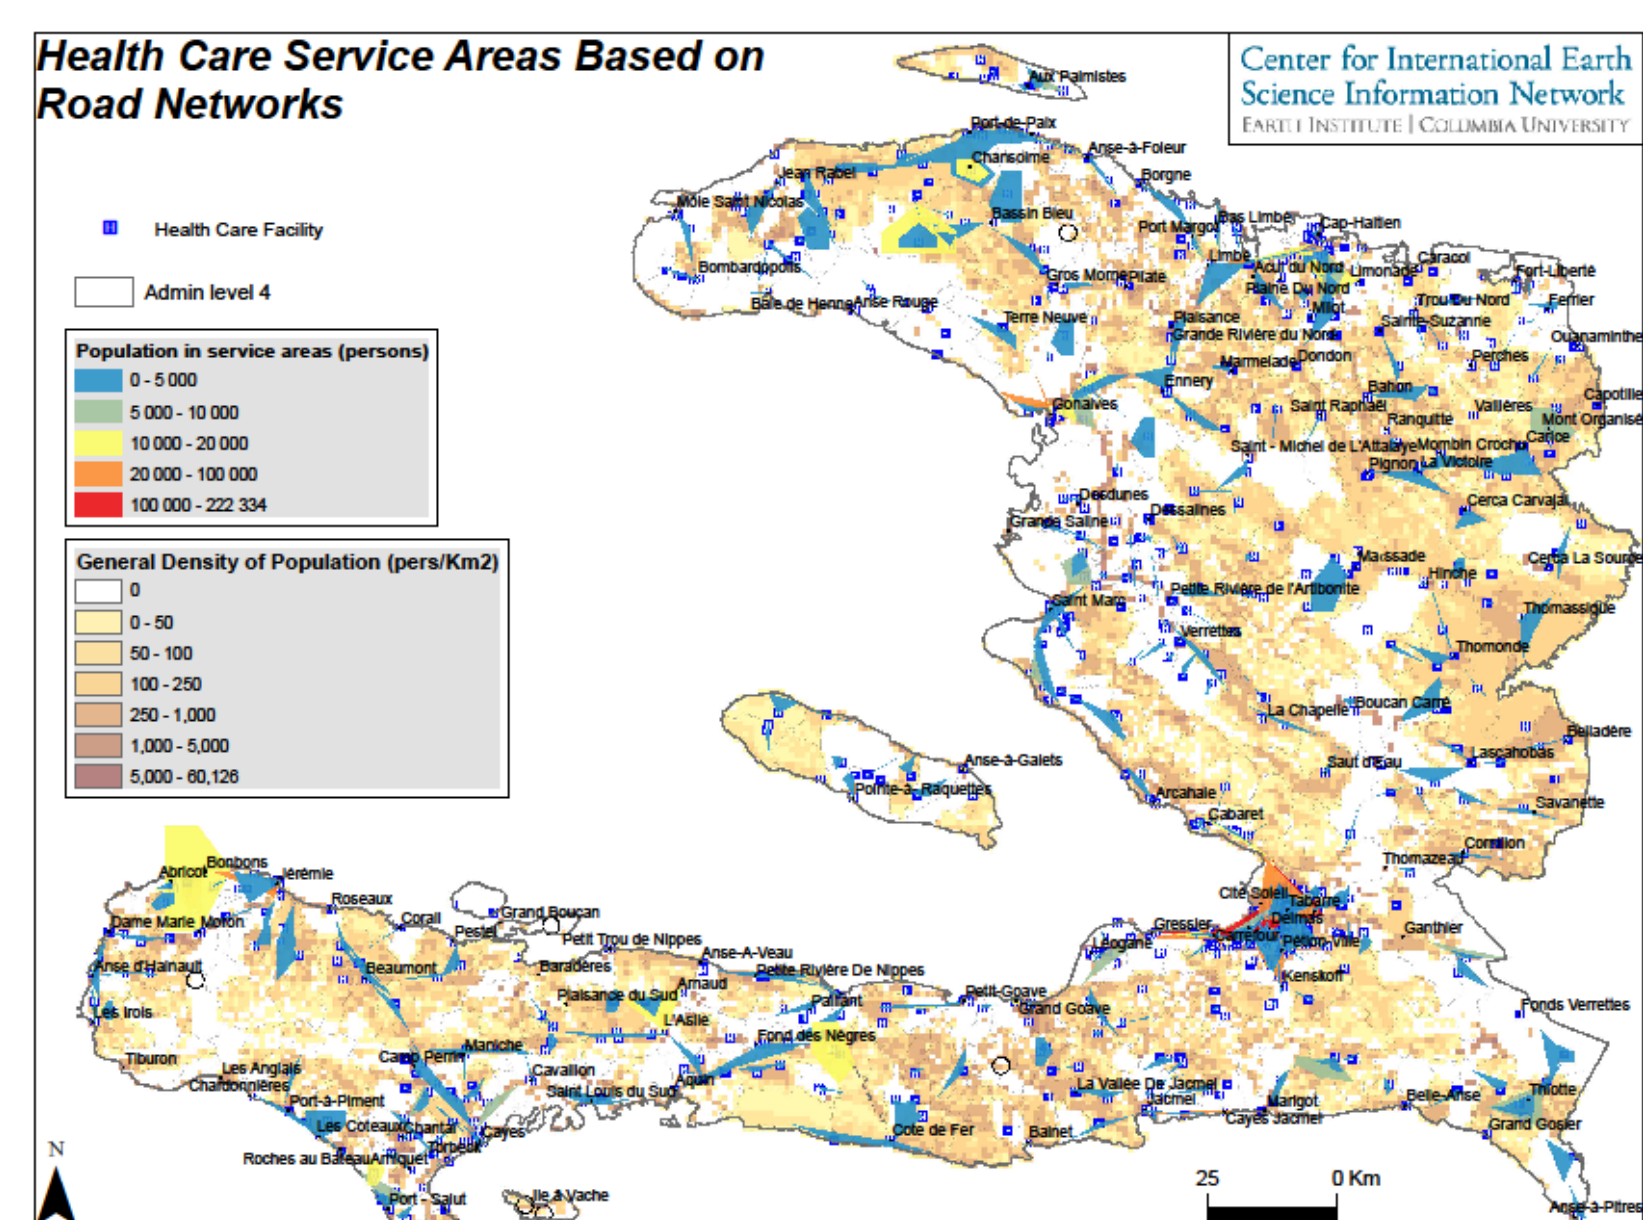 Health Care Service Areas Based on
Road Networks
Center for International Earth
Science Information Network
EARTH INSTITUTE | COLUMBIA UNIVERSITY
Health Care Facility
Admin level 4
Population in service areas (persons)
0 - 5 000
5 000 - 10 000
10 000 - 20 000
20 000 - 100 000
100 000 - 222 334
General Density of Population (pers/Km2)
0
0 - 50
50 - 100
100 - 250
250 - 1,000
1,000 - 5,000
5,000 - 60,126
Aux Palmistes
Port-de-Paix
Chansolme
Anse-à-Foleur
Borgne
Jean Rabel
Môle Saint Nicolas
Bassin Bleu
Port Margot
Bas Limbé
Cap-Haïtien
Limbé
Bombardopolis
Gros Morne
Pilate
Acul du Nord
Limonade
Caracol
Fort-Liberté
Plaine Du Nord
Baie de Henne
Anse Rouge
Terre Neuve
Plaisance
Milot
Trou Du Nord
Ferrier
Sainte-Suzanne
Grande Rivière du Nord
Ouanaminthe
Marmelade
Dondon
Perches
Ennery
Bahon
Capotille
Gonaïves
Saint Raphaël
Ranquitte
Vallières
Mont Organisé
Saint - Michel de L'Attalaye
Mombin Crochu
Carice
Pignon
La Victoire
Desdunes
Dessalines
Cerca Carvajal
Grande Saline
Maïssade
Hinche
Cerca La Source
Petite Rivière de l'Artibonite
Saint Marc
Thomassique
Verrettes
Thomonde
La Chapelle
Boucan Carré
Belladère
Lascahobas
Saut d'Eau
Anse-à-Galets
Pointe-à- Raquettes
Arcahaie
Savanette
Cabaret
Cornillon
Thomazeau
Abricot
Bonbons
Jérémie
Roseaux
Corail
Grand Boucan
Cité Soleil
Tabarre
Dame Marie
Moron
Pestel
Petit Trou de Nippes
Gressier
Delmas
Ganthier
Léogane
Carrefour
Pétion-Ville
Anse d'Hainault
Beaumont
Baradères
Anse-A-Veau
Petite Rivière De Nippes
Kenskoff
Plaisance du Sud
Arnaud
Paillant
Petit-Goave
Grand Goave
Fonds Verrettes
Les Irois
L'Asile
Fond des Nègres
Tiburon
Camp Perrin
Maniche
Les Anglais
Chardonnières
Cavaillon
Aquin
La Vallée De Jacmel
Thiotte
Port-à-Piment
Saint Louis du Sud
Jacmel
Marigot
Belle-Anse
Cayes Jacmel
Les Coteaux
Chantal
Cayes
Cote de Fer
Bainet
Grand Gosier
Torbeck
Roches au Bateau
Arniquet
Port - Salut
Ile à Vache
Anse-à-Pitres
N
25
0 Km